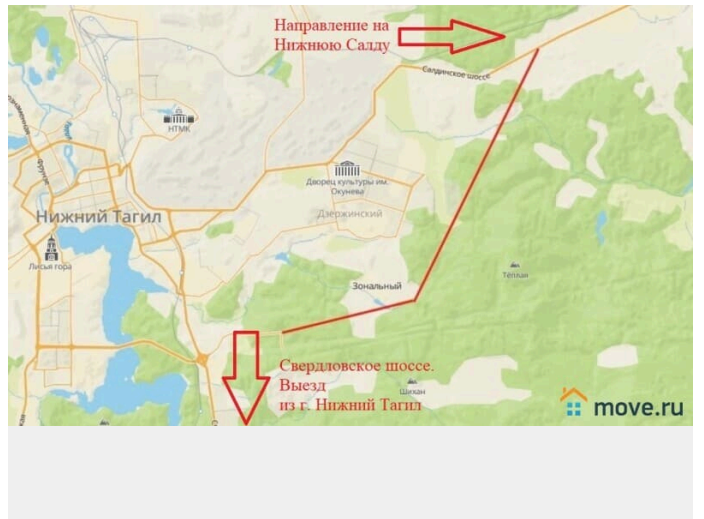 Направление на
Нижнюю Салду
Салдинское шоссе
НТМК
Фрунзе
Дворец культуры им.
Окунева
Нижний Тагил
Дзержинский
Лисья гора
Тёплая
Зональный
Свердловское шоссе.
Выезд
из г. Нижний Тагил
Шихан
move.ru